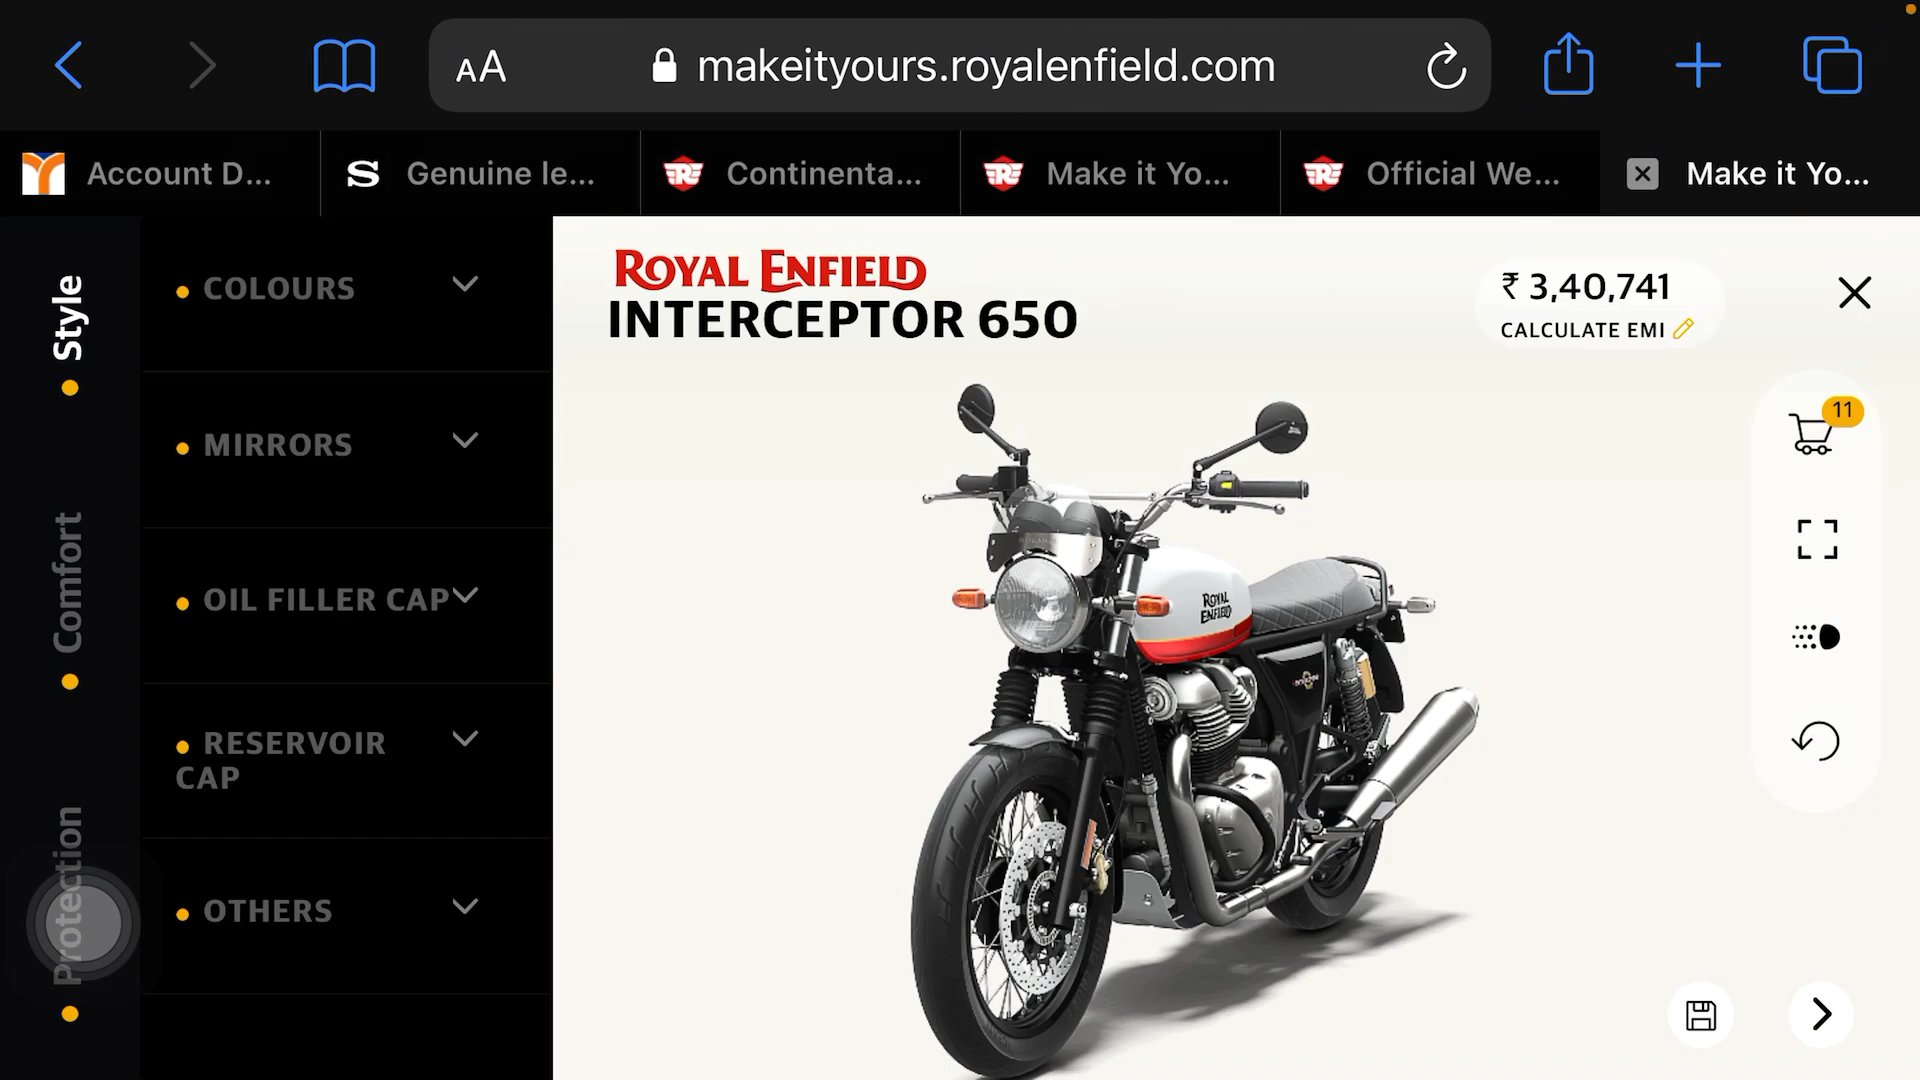 AA
makeityours.royalenfield.com
Account D...
Genuine le...
Continenta...
Make it Yo...
Official We...
Make it Yo...
Style
Comfort
Protection
COLOURS
MIRRORS
OIL FILLER CAP
RESERVOIR
CAP
OTHERS
ROYAL ENFIELD
INTERCEPTOR 650
₹ 3,40,741
CALCULATE EMI
11
ROYAL
ENFIELD